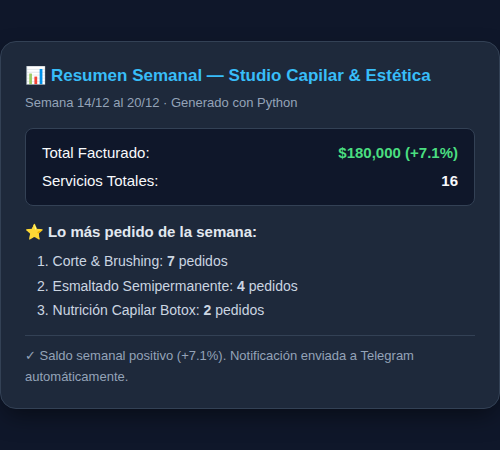 📊 Resumen Semanal — Studio Capilar & Estética
Semana 14/12 al 20/12 · Generado con Python
Total Facturado: $180,000 (+7.1%)
Servicios Totales: 16
⭐ Lo más pedido de la semana:
1. Corte & Brushing: 7 pedidos
2. Esmaltado Semipermanente: 4 pedidos
3. Nutrición Capilar Botox: 2 pedidos
✓ Saldo semanal positivo (+7.1%). Notificación enviada a Telegram
automáticamente.